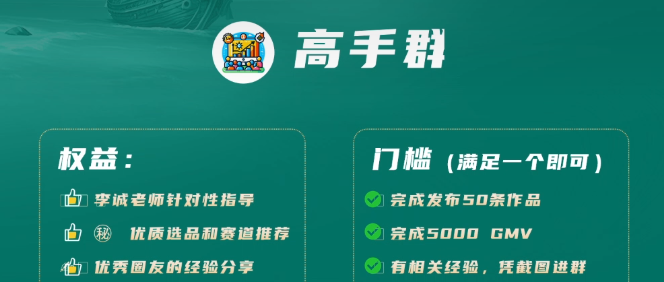 高手群
权益：
李诚老师针对性指导
㊙ 优质选品和赛道推荐
优秀圈友的经验分享
门槛（满足一个即可）
完成发布50条作品
完成5000 GMV
有相关经验，凭截图进群